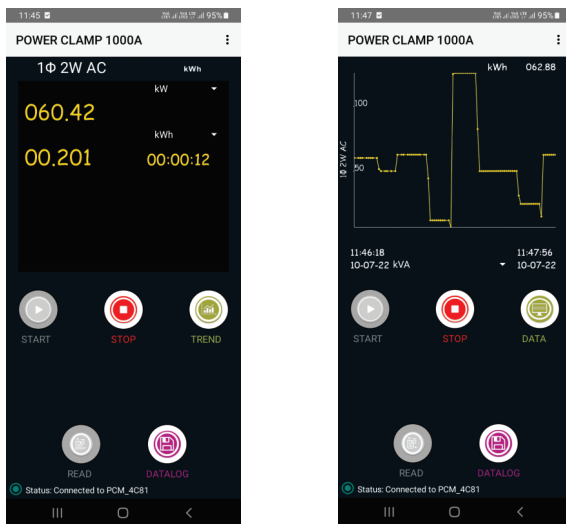 11:45 95%
POWER CLAMP 1000A
1Φ 2W AC kWh
kW
060.42
kWh
00.201 00:00:12
START STOP TREND
READ DATALOG
Status: Connected to PCM_4C81
11:47 95%
POWER CLAMP 1000A
kWh 062.88
100
50
1Φ 2W AC
11:46:18 11:47:56
10-07-22 kVA 10-07-22
START STOP DATA
READ DATALOG
Status: Connected to PCM_4C81